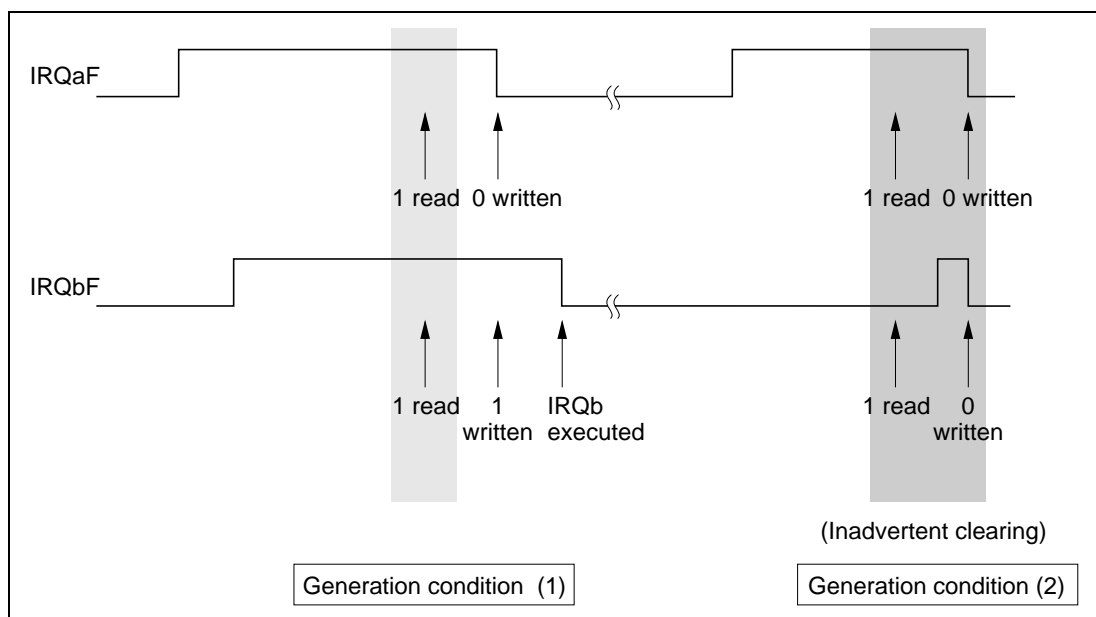 IRQaF
1 read 0 written
1 read 0 written
IRQbF
1 read 1 written
IRQb executed
1 read 0 written
(Inadvertent clearing)
Generation condition (1)
Generation condition (2)